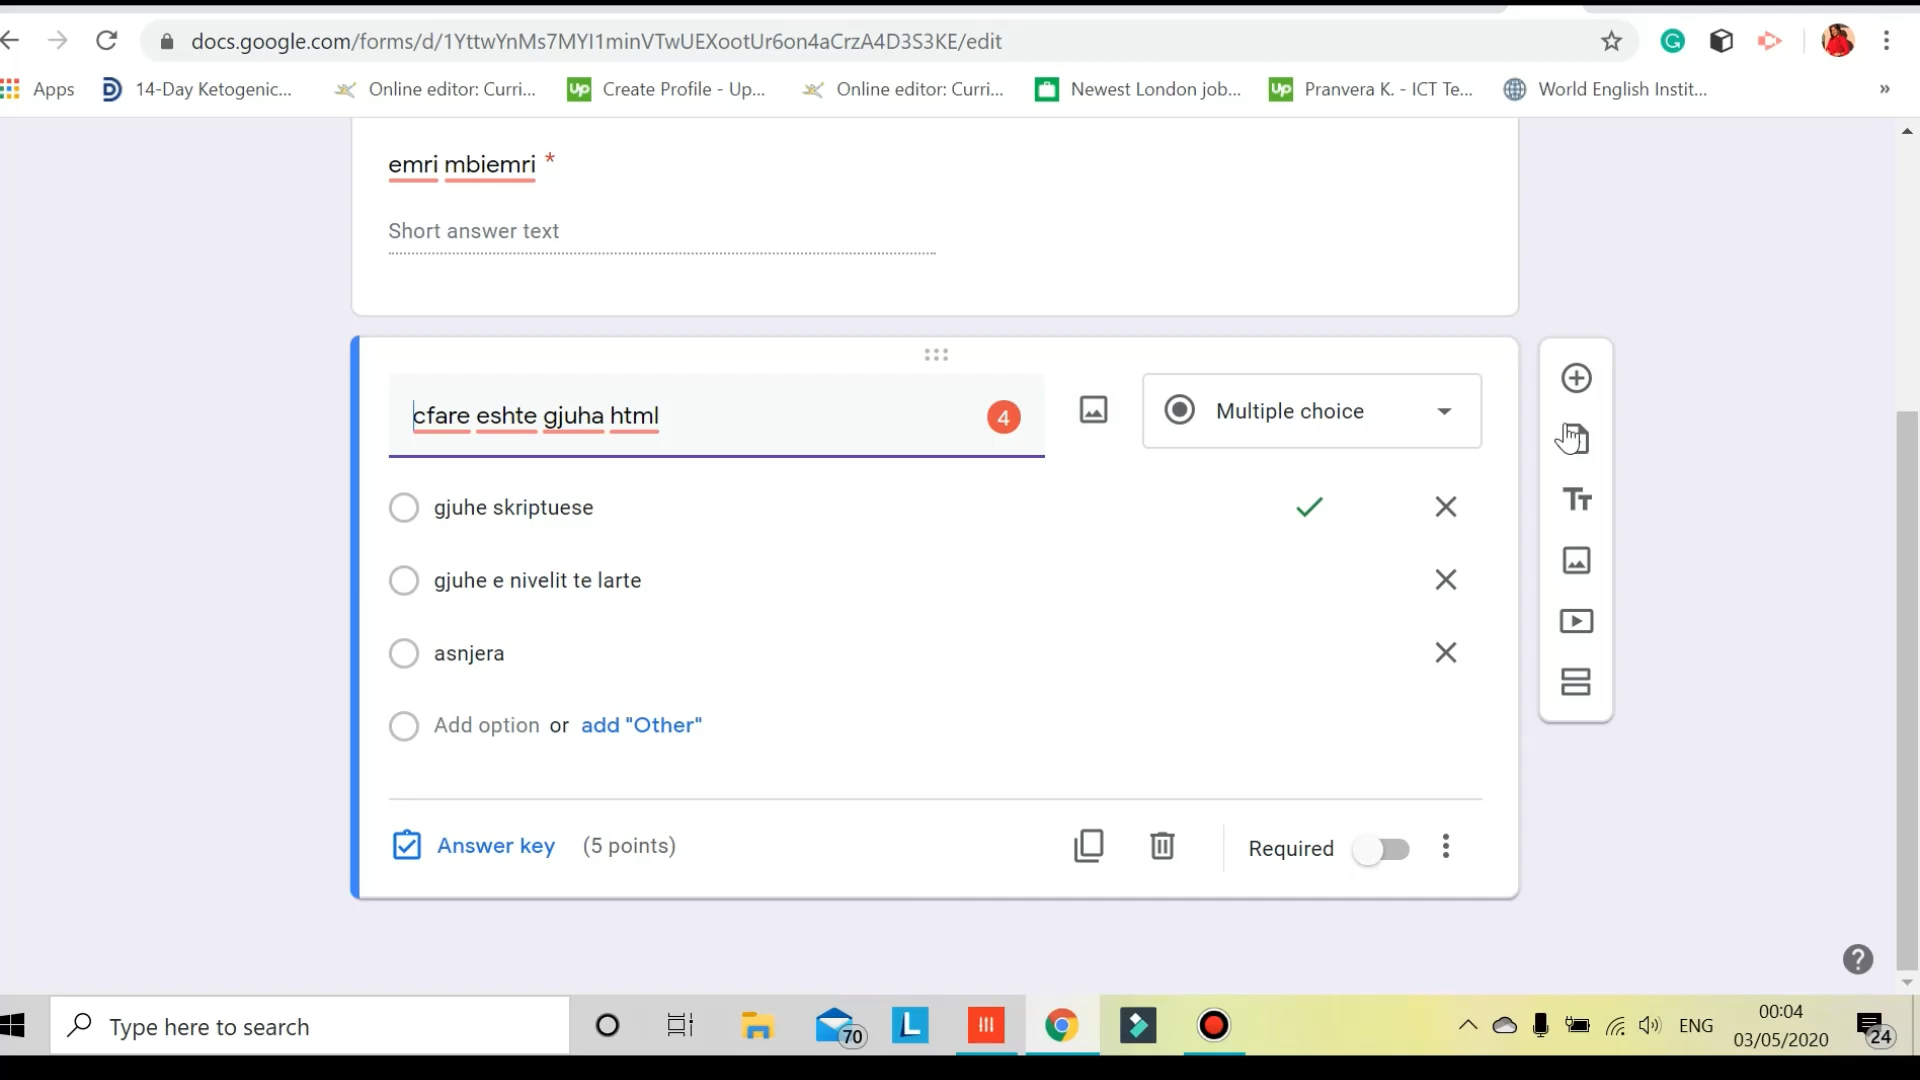 docs.google.com/forms/d/1YttwYnMs7MYI1minVTwUEXootUr6on4aCrzA4D3S3KE/edit
Apps 14-Day Ketogenic... Online editor: Curri... Up Create Profile - Up... Online editor: Curri... Newest London job... Up Pranvera K. - ICT Te... World English Instit... »
emri mbiemri *
Short answer text
cfare eshte gjuha html 4
Multiple choice
gjuhe skriptuese
gjuhe e nivelit te larte
asnjera
Add option or add "Other"
Answer key (5 points)
Required
Type here to search
70
L
ENG
00:04
03/05/2020
24